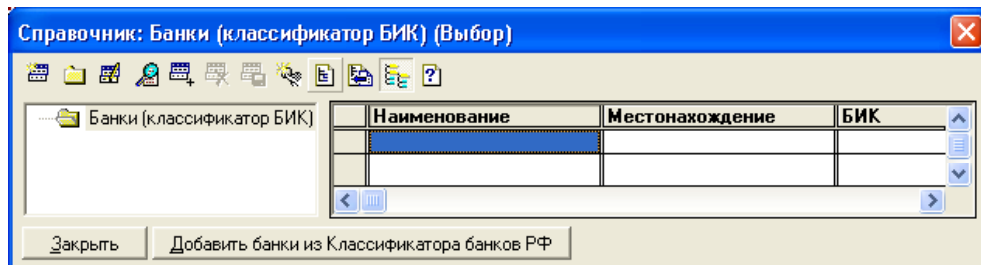 Справочник: Банки (классификатор БИК) (Выбор)
Банки (классификатор БИК)
Наименование Местонахождение БИК
Закрыть Добавить банки из Классификатора банков РФ